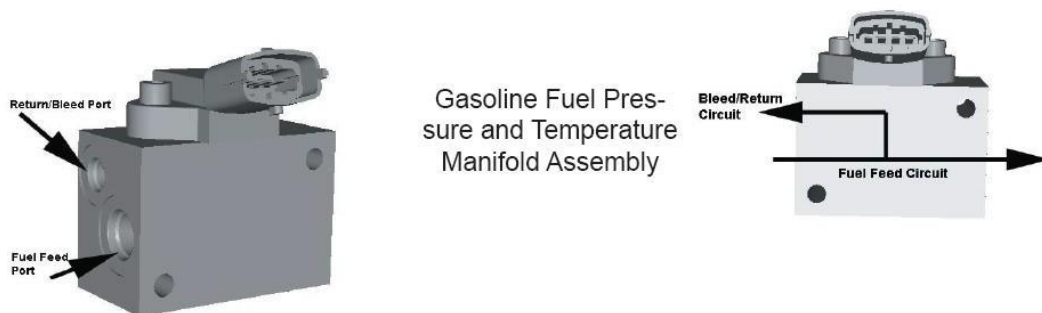 Return/Bleed Port
Fuel Feed
Port
Gasoline Fuel Pres-
sure and Temperature
Manifold Assembly
Bleed/Return
Circuit
Fuel Feed Circuit